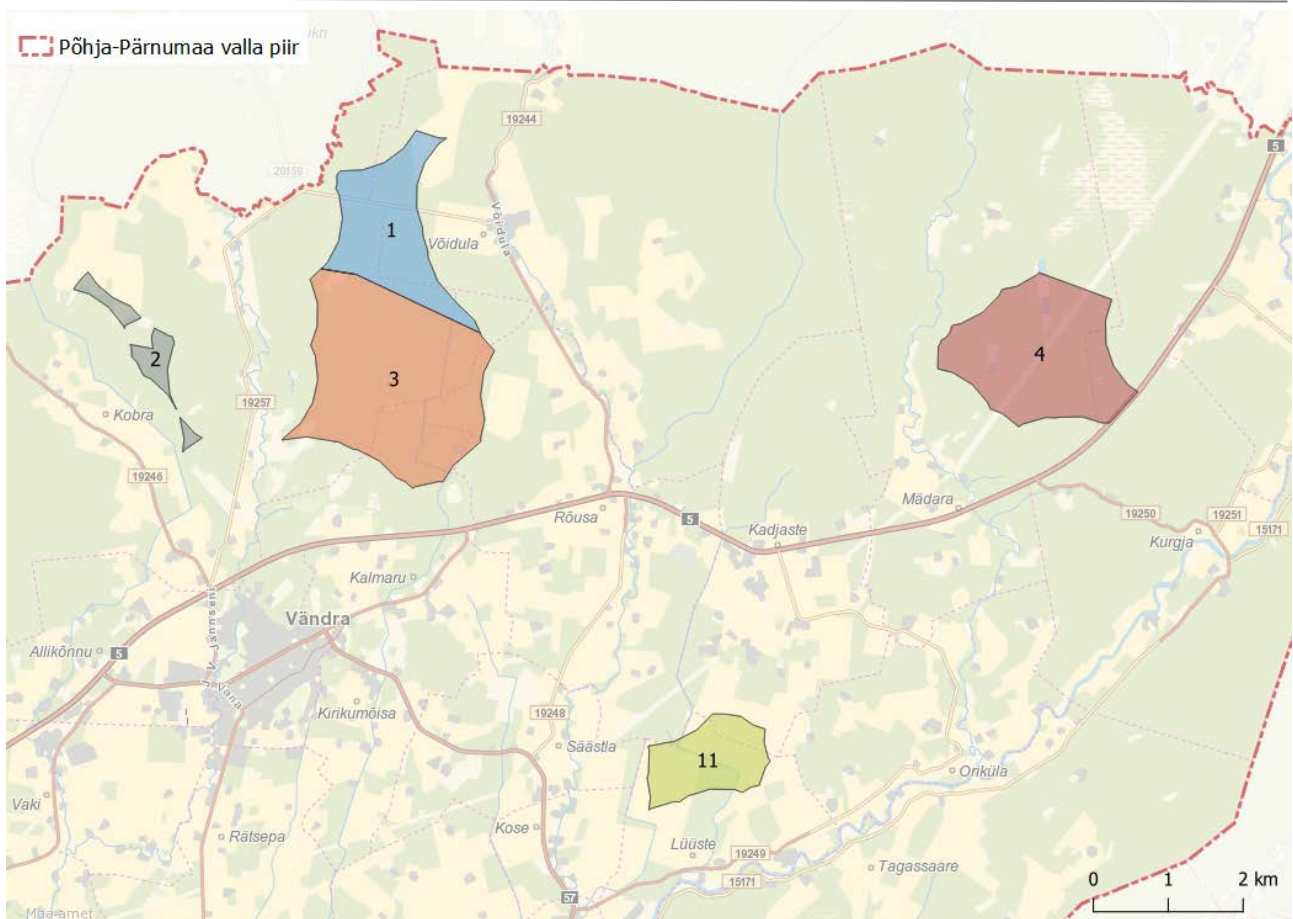 Põhja-Pärnumaa valla piir
19244
5
20158
1
Võidula
Võidula
2
3
4
19257
Kobra
19246
Rõusa
5
Mädara
Kadjaste
19250
19251
15171
Kurgja
Kalmaru
J. V. Jannseni
Vändra
Allikõnnu
5
Vana
Kirikumõisa
19248
Säästla
11
Oriküla
Vaki
Rätsepa
Kose
Lüüste
19249
15171
Tagassaare
57
0 1 2 km
Maa-amet